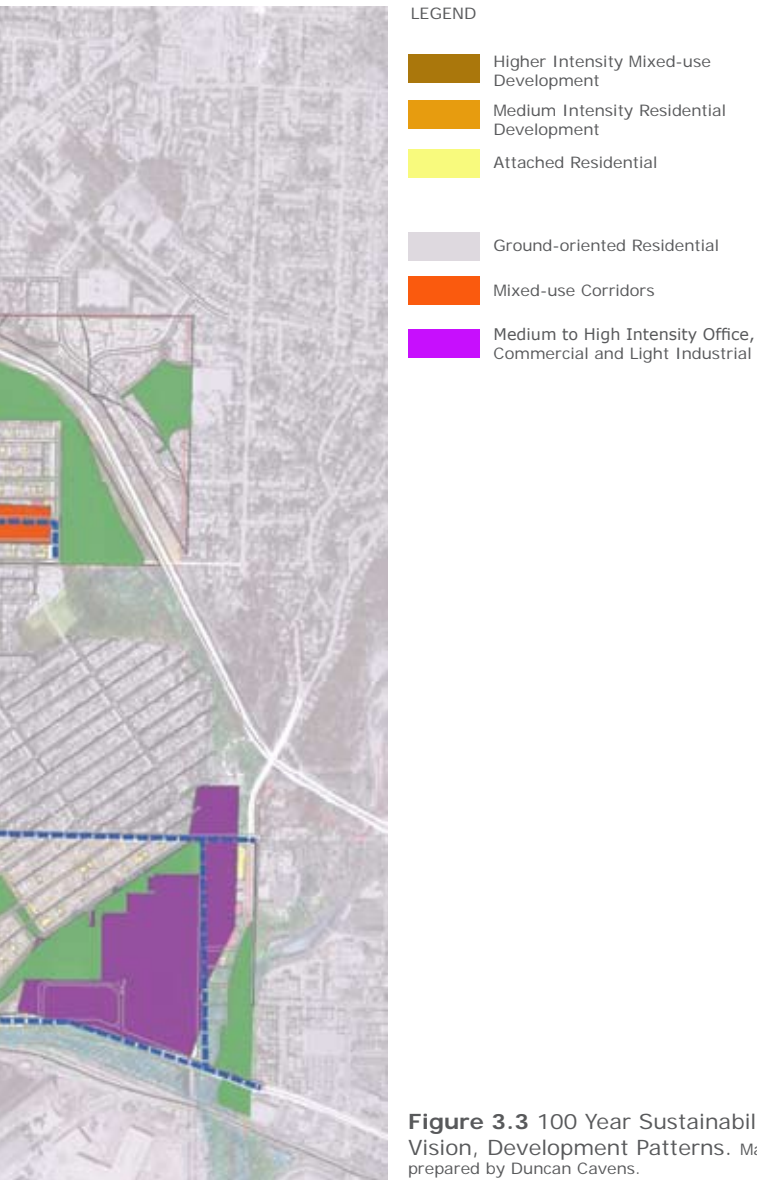 LEGEND
Higher Intensity Mixed-use
Development
Medium Intensity Residential
Development
Attached Residential
Ground-oriented Residential
Mixed-use Corridors
Medium to High Intensity Office,
Commercial and Light Industrial
Figure 3.3 100 Year Sustainabil
Vision, Development Patterns. Ma
prepared by Duncan Cavens.